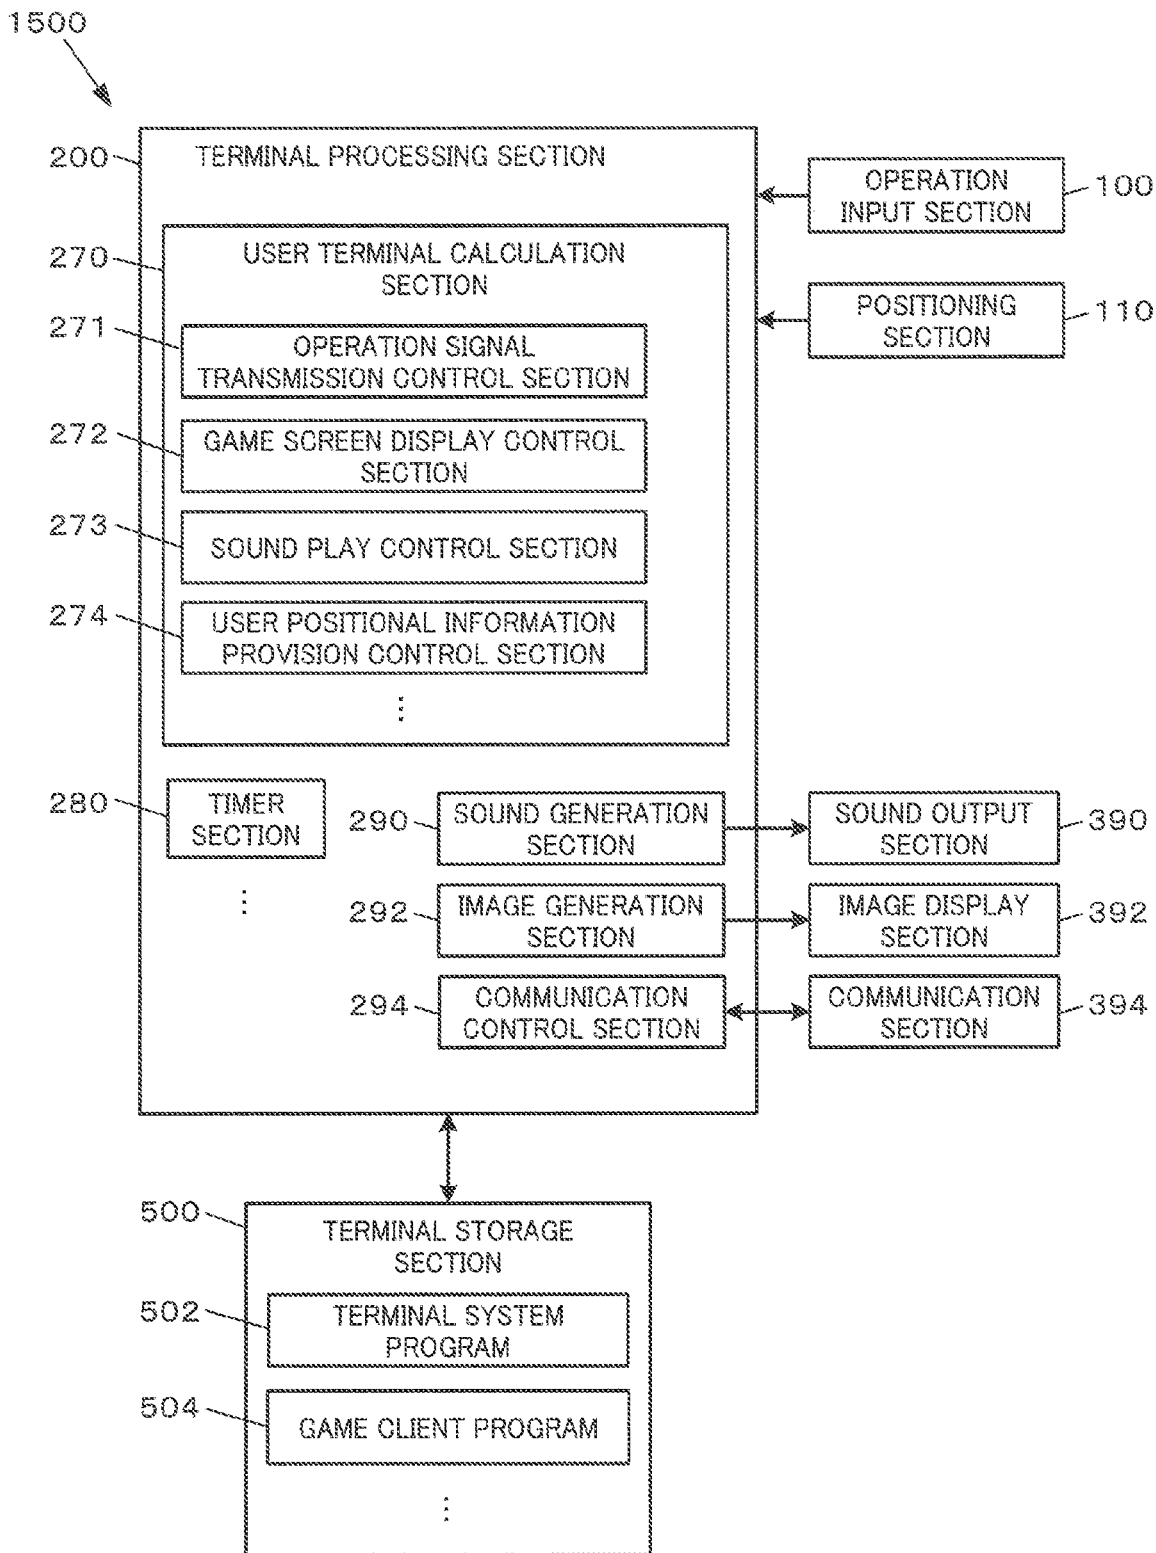 1500
200
TERMINAL PROCESSING SECTION
OPERATION
INPUT SECTION
100
270
USER TERMINAL CALCULATION
SECTION
POSITIONING
SECTION
110
271
OPERATION SIGNAL
TRANSMISSION CONTROL SECTION
272
GAME SCREEN DISPLAY CONTROL
SECTION
273
SOUND PLAY CONTROL SECTION
274
USER POSITIONAL INFORMATION
PROVISION CONTROL SECTION
280
TIMER
SECTION
290
SOUND GENERATION
SECTION
SOUND OUTPUT
SECTION
390
292
IMAGE GENERATION
SECTION
IMAGE DISPLAY
SECTION
392
294
COMMUNICATION
CONTROL SECTION
COMMUNICATION
SECTION
394
500
TERMINAL STORAGE
SECTION
502
TERMINAL SYSTEM
PROGRAM
504
GAME CLIENT PROGRAM